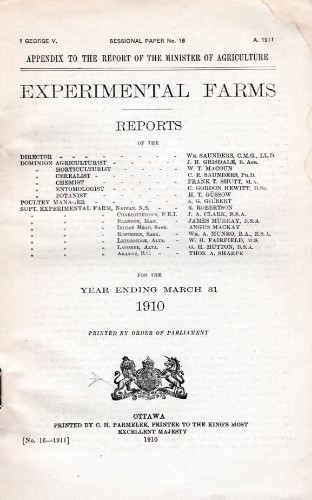 1 GEORGE V. SESSIONAL PAPER No. 16 A. 1911
APPENDIX TO THE REPORT OF THE MINISTER OF AGRICULTURE
EXPERIMENTAL FARMS
REPORTS
OF THE
DIRECTOR - - - - - - WM. SAUNDERS, C.M.G., LL.D.
DOMINION AGRICULTURIST - - - - J. H. GRISDALE, B. AGR.
" HORTICULTURIST - - - - W. T. MACOUN
" CEREALIST - - - - C. E. SAUNDERS, PH.D.
" CHEMIST - - - - FRANK T. SHUTT, M.A.
" ENTOMOLOGIST - - - - C. GORDON HEWITT, D.Sc.
" BOTANIST - - - - H. T. GÜSSOW
POULTRY MANAGER - - - - A. G. GILBERT
SUPT. EXPERIMENTAL FARM, NAPPAN, N.S. - - R. ROBERTSON
" " CHARLOTTETOWN, P.E.I. J. A. CLARK, B.S.A.
" " BRANDON, MAN. - - JAMES MURRAY, B.S.A.
" " INDIAN HEAD, SASK. - ANGUS MACKAY
" " ROSTHERN, SASK. - - WM. A. MUNRO, B.A., B.S.A.
" " LETHBRIDGE, ALTA. - W. H. FAIRFIELD, M.S.
" " LACOMBE, ALTA. - - G. H. HUTTON, B.S.A.
" " AGASSIZ, B.C. - - THOS. A. SHARPE
FOR THE
YEAR ENDING MARCH 31
1910
PRINTED BY ORDER OF PARLIAMENT
OTTAWA
PRINTED BY C. H. PARMELEE, PRINTER TO THE KING'S MOST
EXCELLENT MAJESTY
[No. 16—1911] 1910